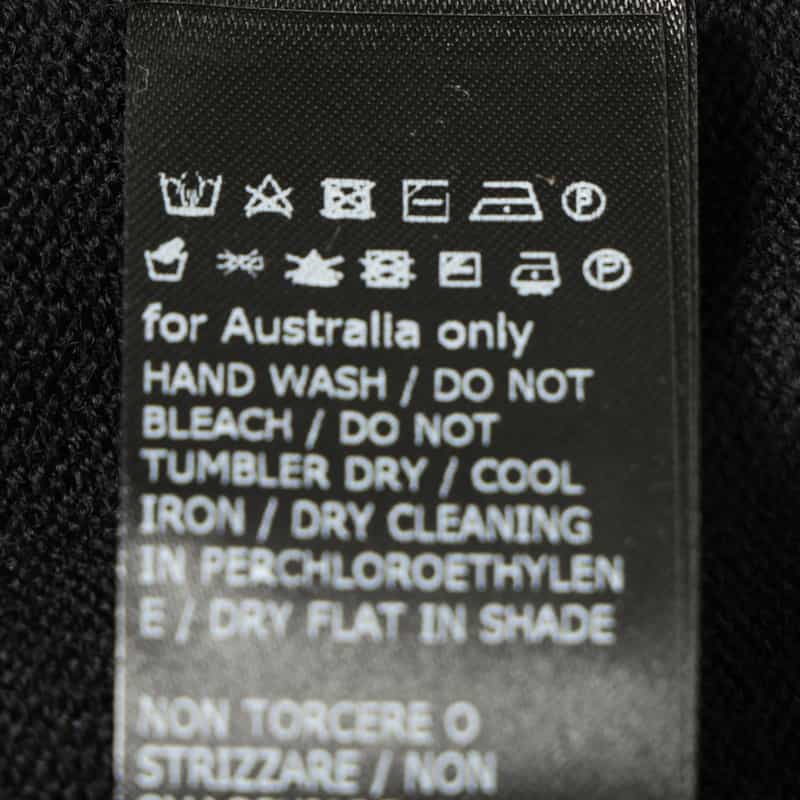 P
P
for Australia only
HAND WASH / DO NOT
BLEACH / DO NOT
TUMBLER DRY / COOL
IRON / DRY CLEANING
IN PERCHLOROETHYLEN
E / DRY FLAT IN SHADE
NON TORCERE O
STRIZZARE / NON